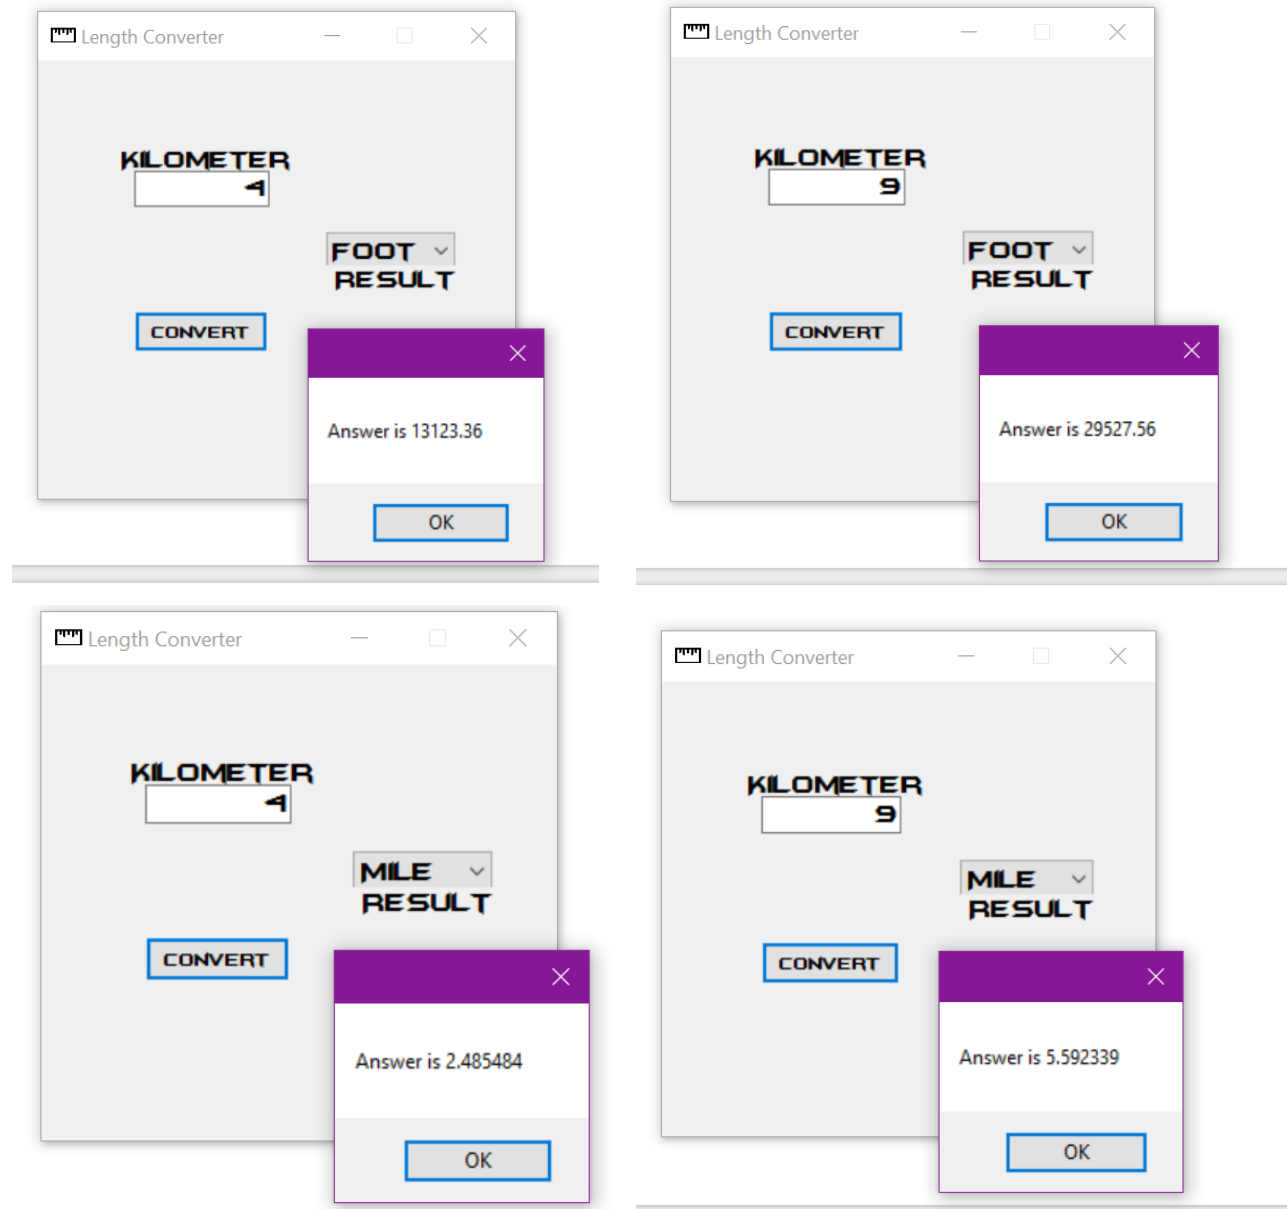 Length Converter
KILOMETER
4
FOOT
RESULT
CONVERT
Answer is 13123.36
OK
Length Converter
KILOMETER
9
FOOT
RESULT
CONVERT
Answer is 29527.56
OK
Length Converter
KILOMETER
4
MILE
RESULT
CONVERT
Answer is 2.485484
OK
Length Converter
KILOMETER
9
MILE
RESULT
CONVERT
Answer is 5.592339
OK